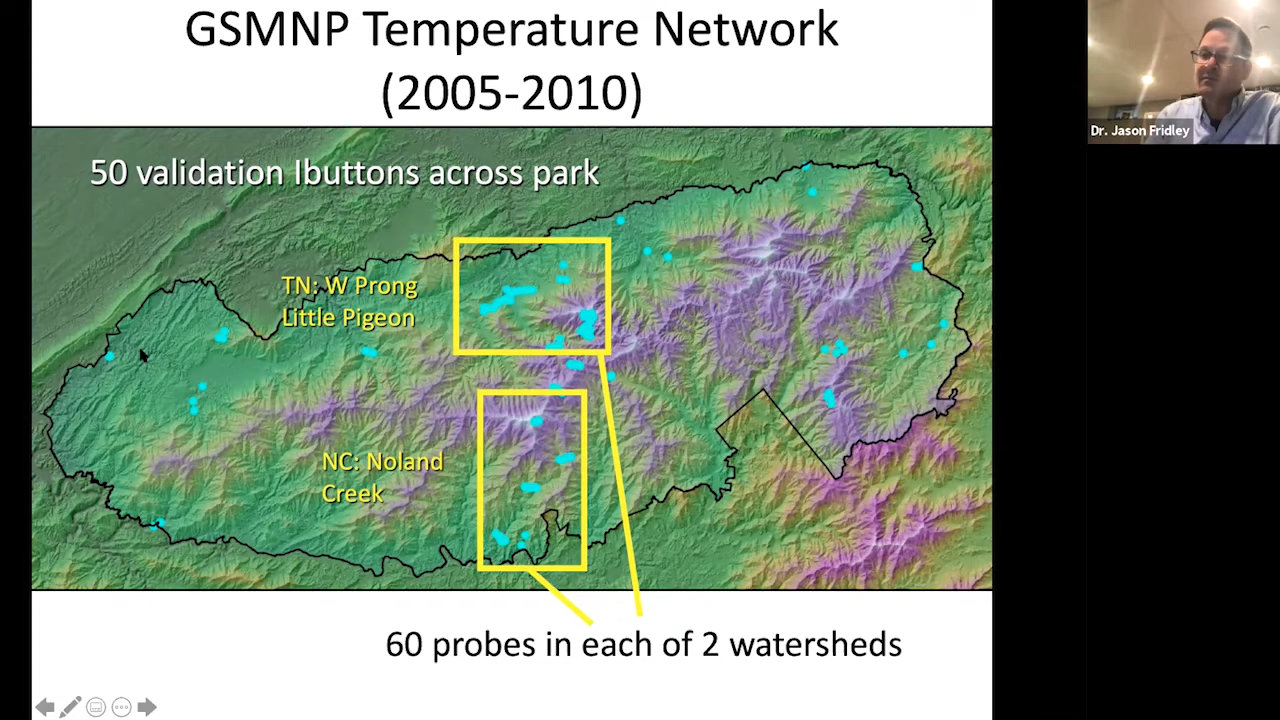 GSMNP Temperature Network
(2005-2010)
50 validation Ibuttons across park
TN: W Prong
Little Pigeon
NC: Noland
Creek
60 probes in each of 2 watersheds
Dr. Jason Fridley